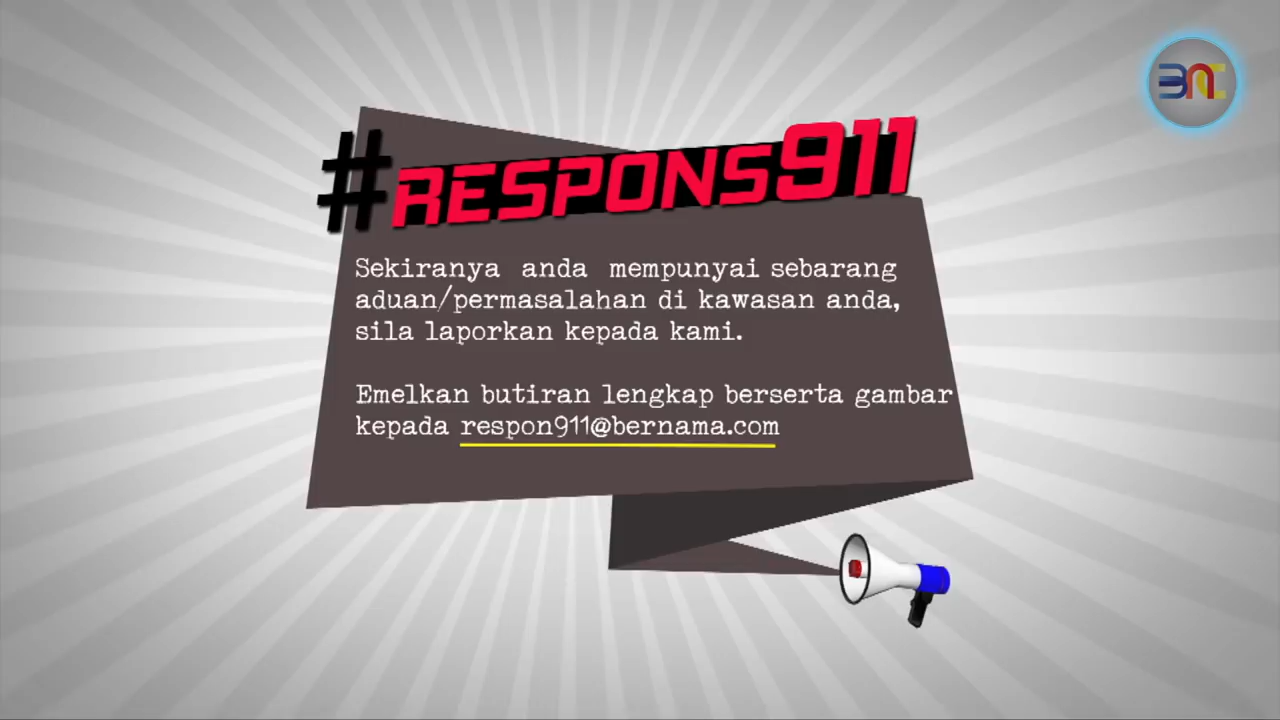 BNC
#RESPONS911
Sekiranya anda mempunyai sebarang
aduan/permasalahan di kawasan anda,
sila laporkan kepada kami.
Emelkan butiran lengkap berserta gambar
kepada respon911@bernama.com